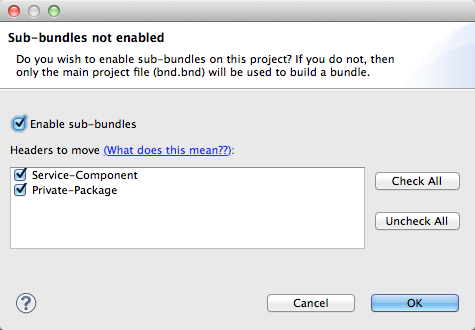 Sub-bundles not enabled
Do you wish to enable sub-bundles on this project? If you do not, then
only the main project file (bnd.bnd) will be used to build a bundle.
Enable sub-bundles
Headers to move (What does this mean??):
Service-Component
Private-Package
Check All
Uncheck All
?
Cancel
OK